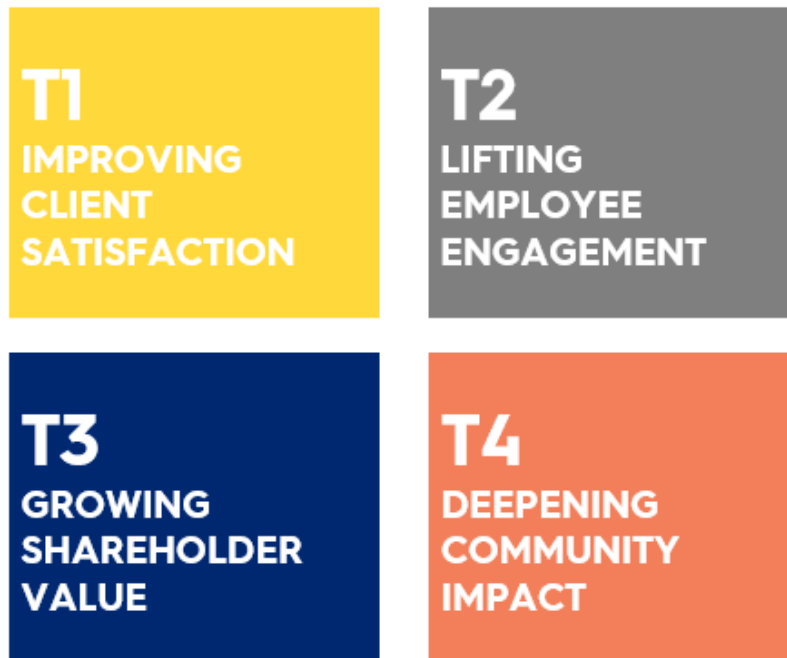 T1
IMPROVING
CLIENT
SATISFACTION
T2
LIFTING
EMPLOYEE
ENGAGEMENT
T3
GROWING
SHAREHOLDER
VALUE
T4
DEEPENING
COMMUNITY
IMPACT